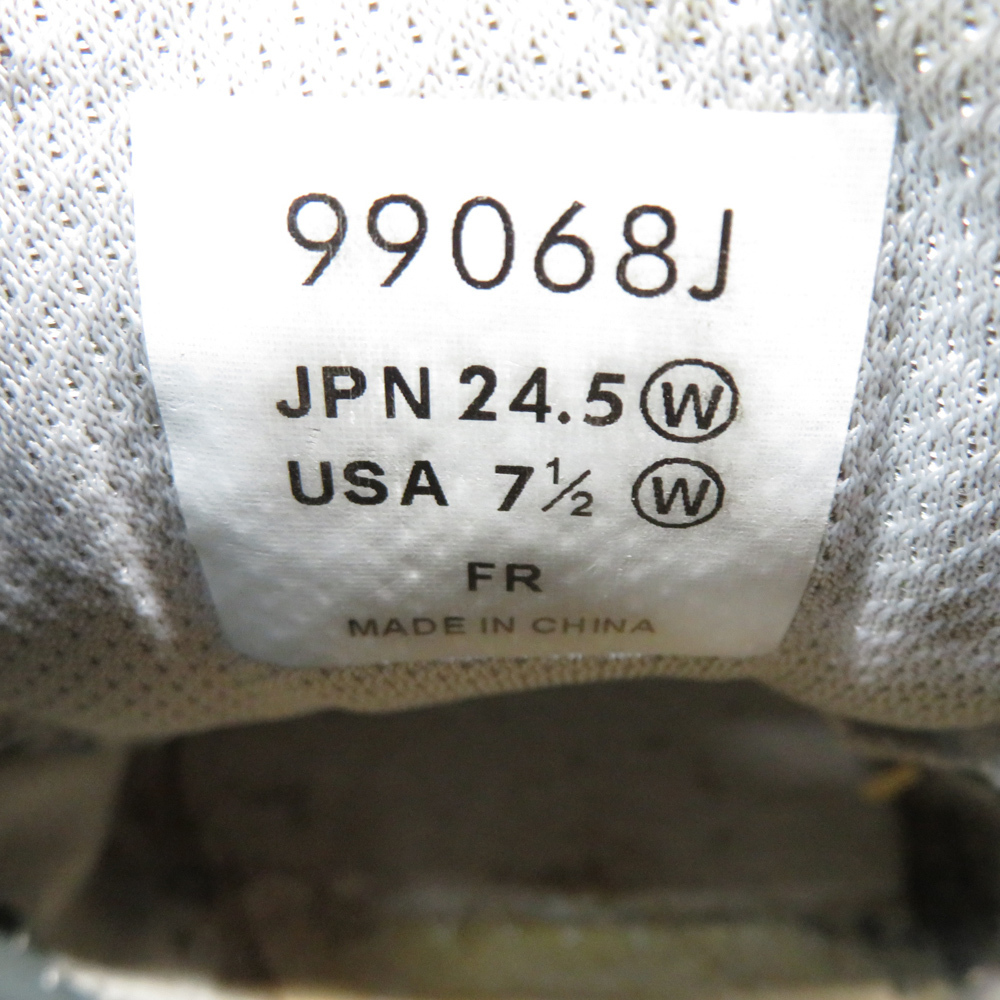 99068J
JPN 24.5 Ⓦ
USA 7½ Ⓦ
FR
MADE IN CHINA